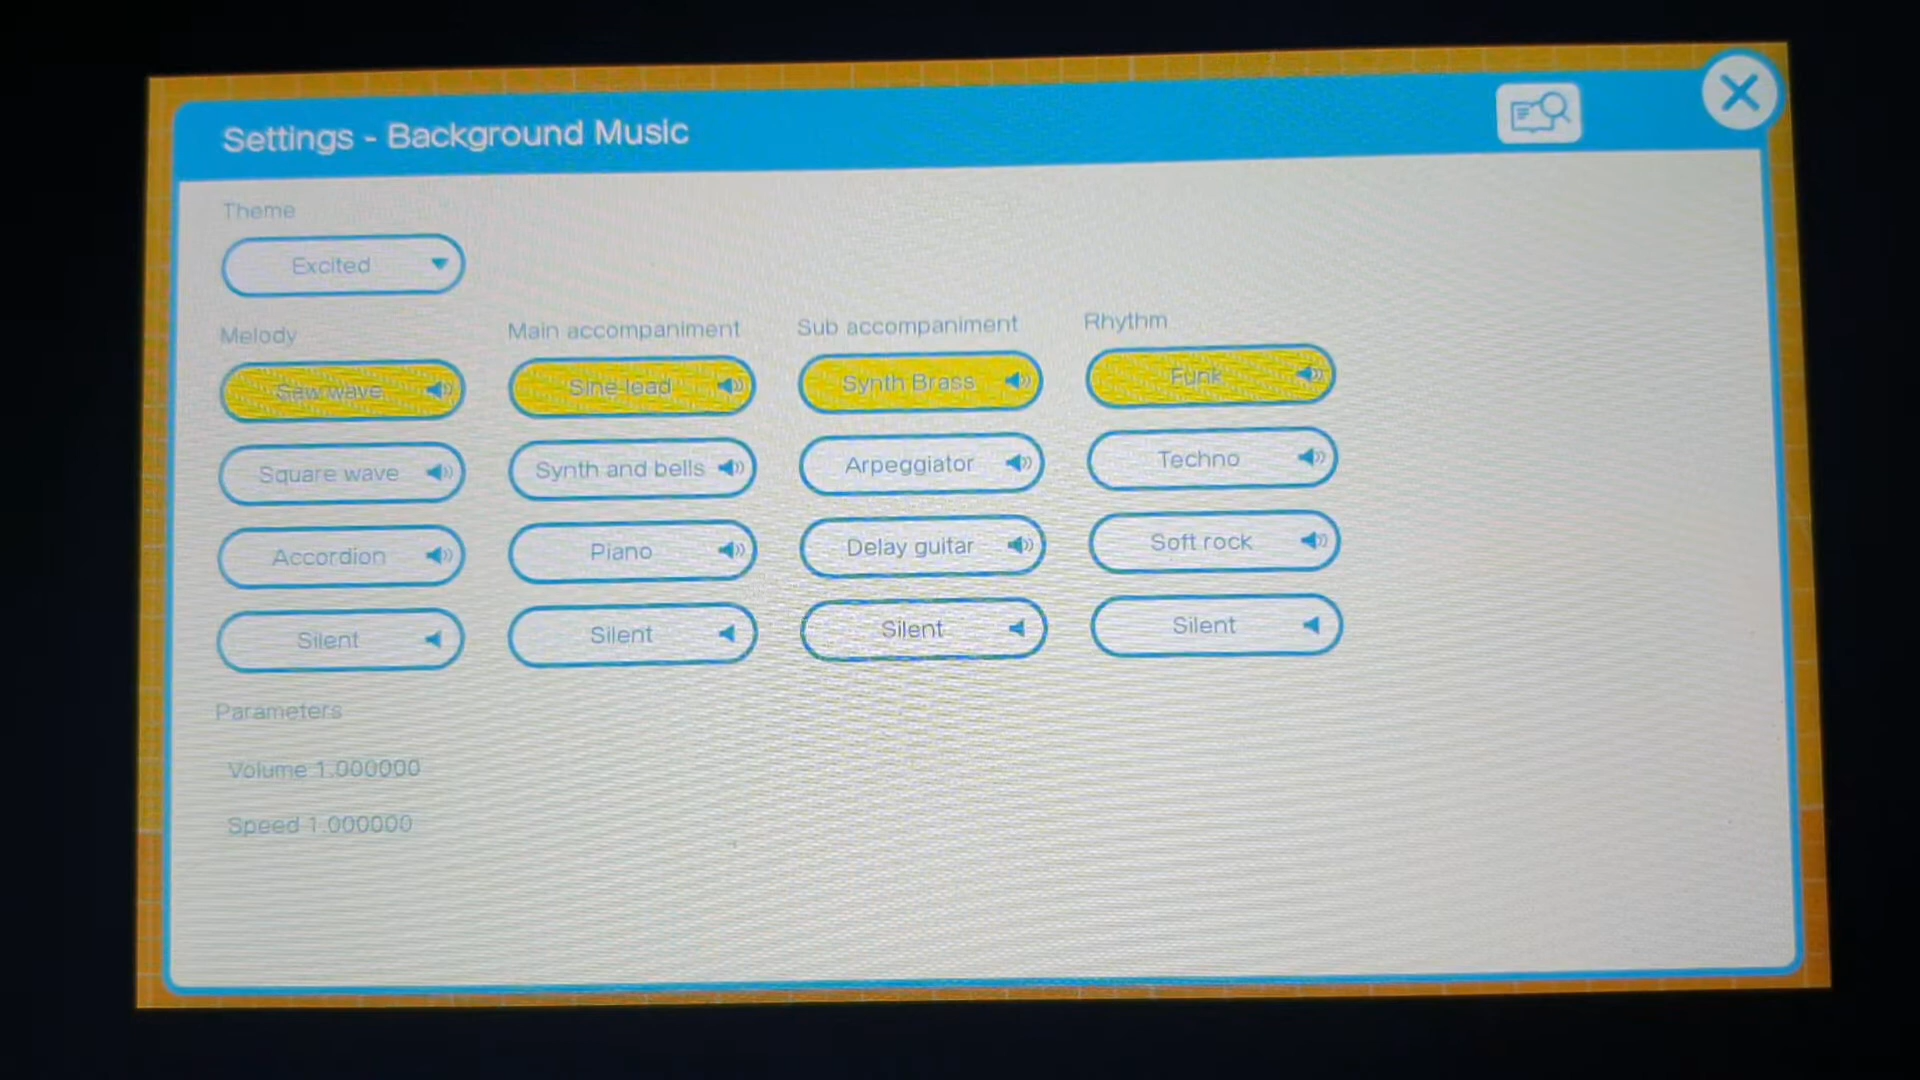 Settings - Background Music
Theme
Excited
Melody
Main accompaniment
Sub accompaniment
Rhythm
Saw wave
Sine lead
Synth Brass
Funk
Square wave
Synth and bells
Arpeggiator
Techno
Accordion
Piano
Delay guitar
Soft rock
Silent
Silent
Silent
Silent
Parameters
Volume 1.000000
Speed 1.000000